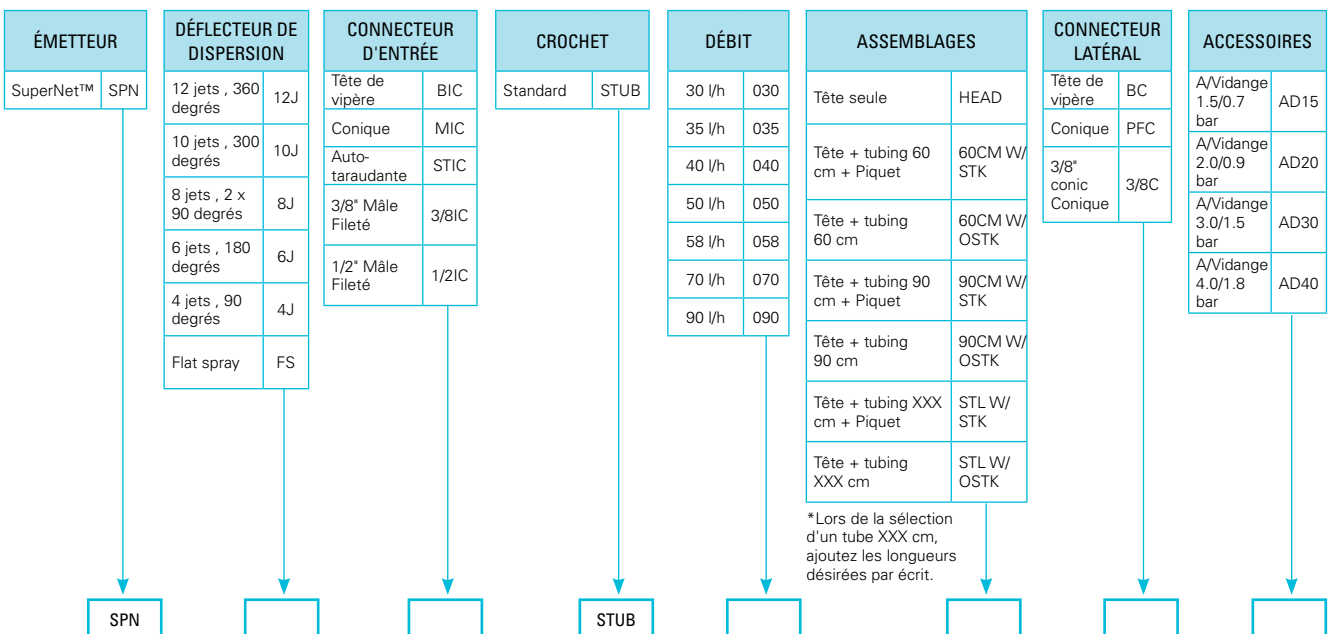 ÉMETTEUR
SuperNet™ SPN
SPN
DÉFLECTEUR DE
DISPERSION
12 jets , 360
degrés
12J
10 jets , 300
degrés
10J
8 jets , 2 x
90 degrés
8J
6 jets , 180
degrés
6J
4 jets , 90
degrés
4J
Flat spray FS
CONNECTEUR
D'ENTRÉE
Tête de
vipère
BIC
Conique MIC
Auto-
taraudante
STIC
3/8" Mâle
Fileté
3/8IC
1/2" Mâle
Fileté
1/2IC
CROCHET
Standard STUB
STUB
DÉBIT
30 l/h 030
35 l/h 035
40 l/h 040
50 l/h 050
58 l/h 058
70 l/h 070
90 l/h 090
ASSEMBLAGES
Tête seule HEAD
Tête + tubing 60
cm + Piquet
60CM W/
STK
Tête + tubing
60 cm
60CM W/
OSTK
Tête + tubing 90
cm + Piquet
90CM W/
STK
Tête + tubing
90 cm
90CM W/
OSTK
Tête + tubing XXX
cm + Piquet
STL W/
STK
Tête + tubing
XXX cm
STL W/
OSTK
*Lors de la sélection
d'un tube XXX cm,
ajoutez les longueurs
désirées par écrit.
CONNECTEUR
LATÉRAL
Tête de
vipère
BC
Conique PFC
3/8"
conic
Conique
3/8C
ACCESSOIRES
A/Vidange
1.5/0.7
bar
AD15
A/Vidange
2.0/0.9
bar
AD20
A/Vidange
3.0/1.5
bar
AD30
A/Vidange
4.0/1.8
bar
AD40